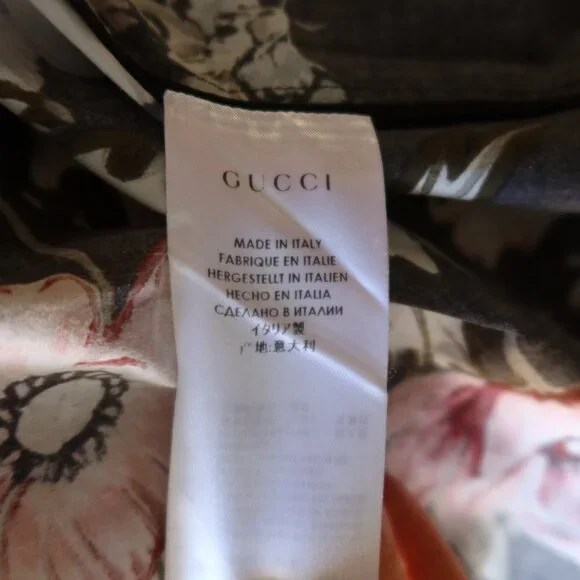 GUCCI
MADE IN ITALY
FABRIQUE EN ITALIE
HERGESTELLT IN ITALIEN
HECHO EN ITALIA
СДЕЛАНО В ИТАЛИИ
イタリア製
地:意大利